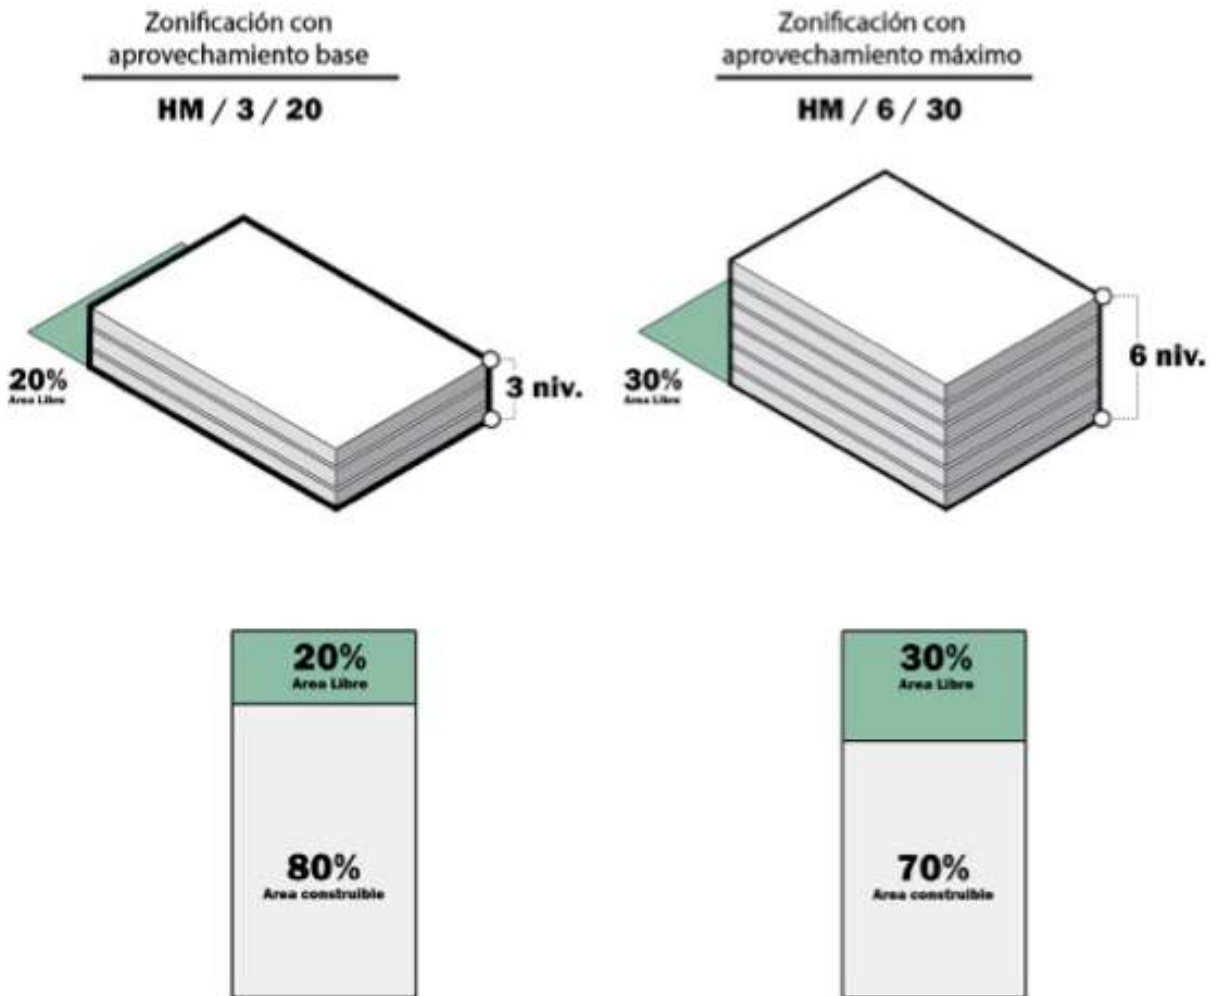 Zonificación con
aprovechamiento base
HM / 3 / 20
20%
Area Libre
3 niv.
20%
Area Libre
80%
Area construible
Zonificación con
aprovechamiento máximo
HM / 6 / 30
30%
Area Libre
6 niv.
30%
Area Libre
70%
Area construible